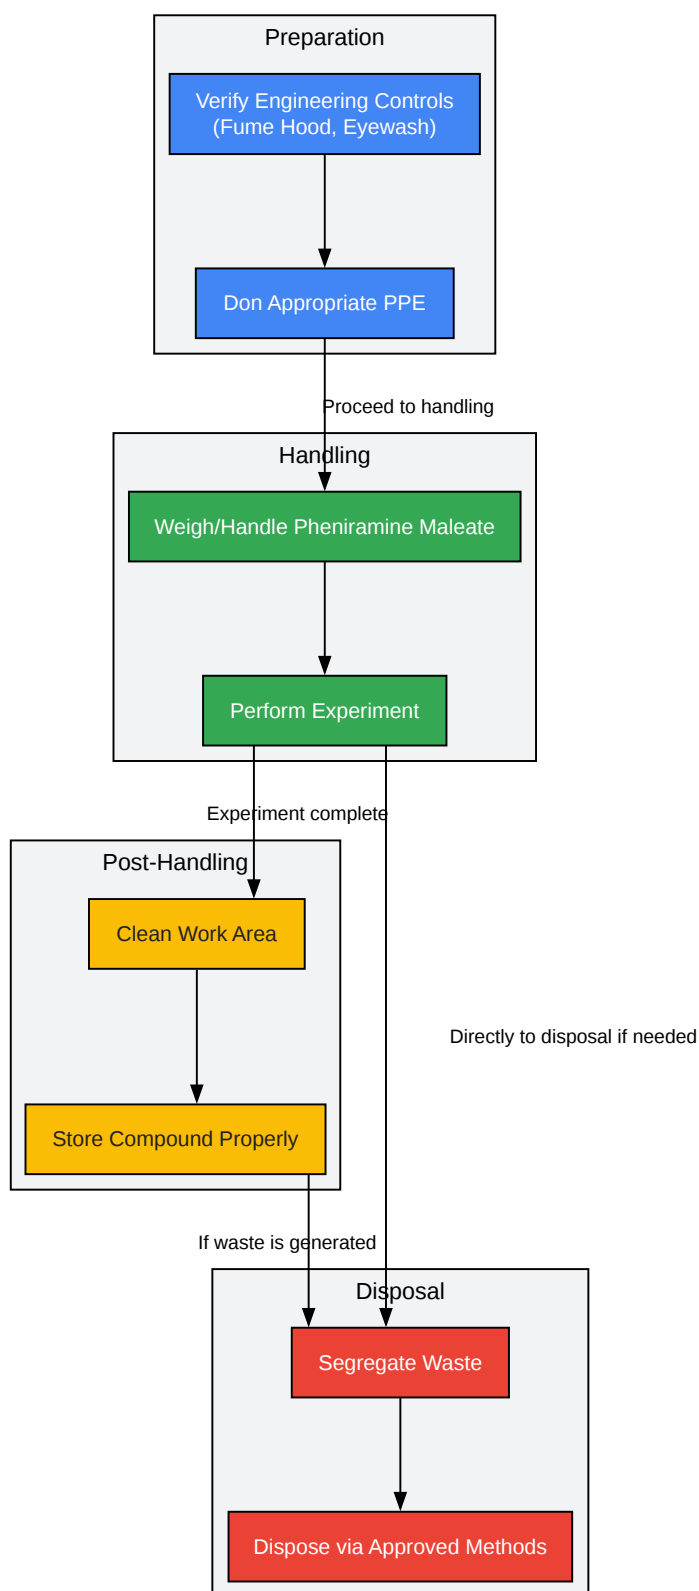 Preparation
Verify Engineering Controls
(Fume Hood, Eyewash)
Don Appropriate PPE
Proceed to handling
Handling
Weigh/Handle Pheniramine Maleate
Perform Experiment
Experiment complete
Post-Handling
Clean Work Area
Directly to disposal if needed
Store Compound Properly
If waste is generated
Disposal
Segregate Waste
Dispose via Approved Methods